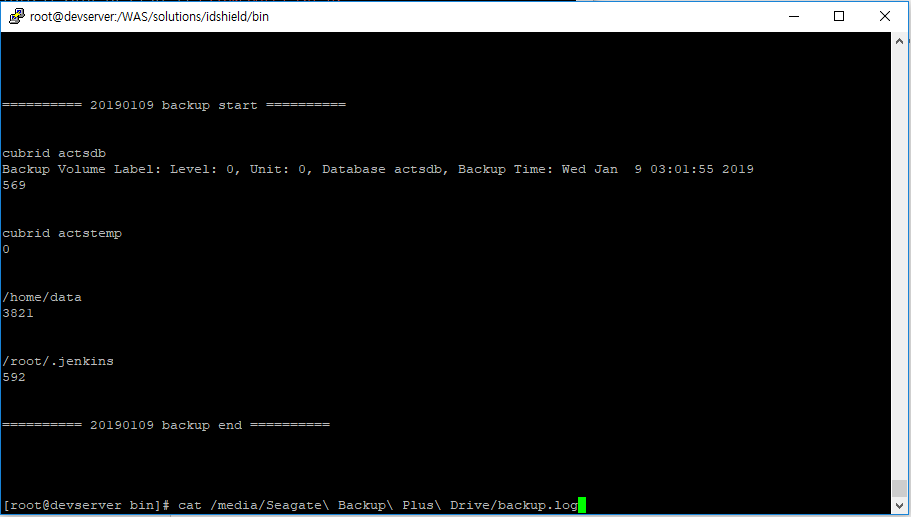 root@devserver:/WAS/solutions/idshield/bin
========== 20190109 backup start ==========
cubrid actsdb
Backup Volume Label: Level: 0, Unit: 0, Database actsdb, Backup Time: Wed Jan  9 03:01:55 2019
569
cubrid actstemp
0
/home/data
3821
/root/.jenkins
592
========== 20190109 backup end ==========
[root@devserver bin]# cat /media/Seagate\ Backup\ Plus\ Drive/backup.log